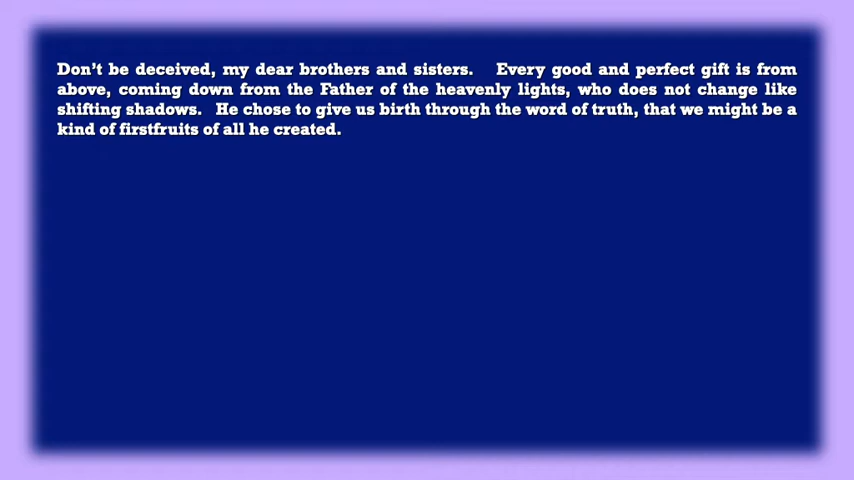 Don't be deceived, my dear brothers and sisters. Every good and perfect gift is from
above, coming down from the Father of the heavenly lights, who does not change like
shifting shadows. He chose to give us birth through the word of truth, that we might be a
kind of firstfruits of all he created.